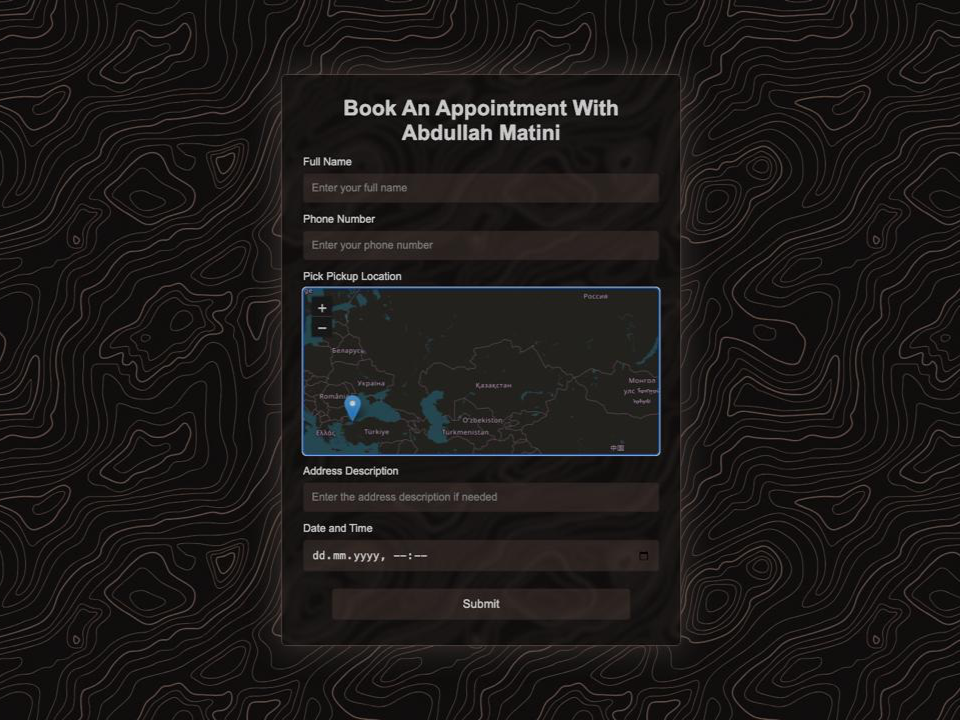 Book An Appointment With
Abdullah Matini
Full Name
Enter your full name
Phone Number
Enter your phone number
Pick Pickup Location
Россия
+
−
Беларусь
Монгол
улс
Україна
Қазақстан
România
Oʻzbekiston
Ελλάς
Türkiye
Türkmenistan
中国
Address Description
Enter the address description if needed
Date and Time
dd.mm.yyyy, --:--
Submit